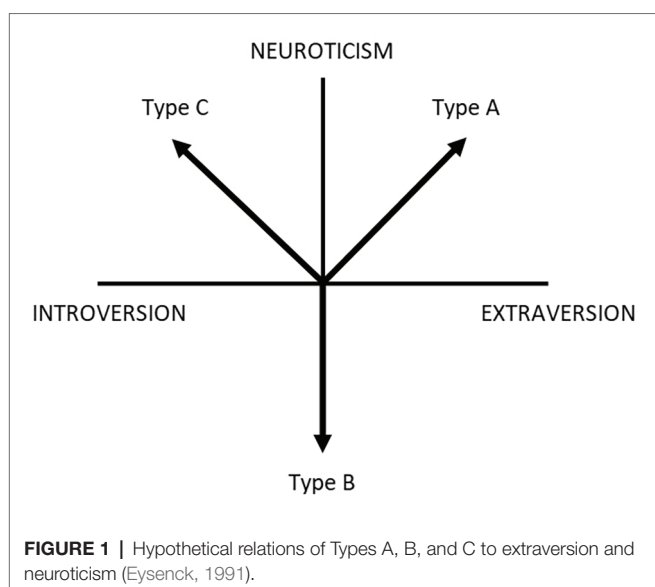 NEUROTICISM
Type C
Type A
INTROVERSION
EXTRAVERSION
Type B
FIGURE 1 | Hypothetical relations of Types A, B, and C to extraversion and
neuroticism (Eysenck, 1991).